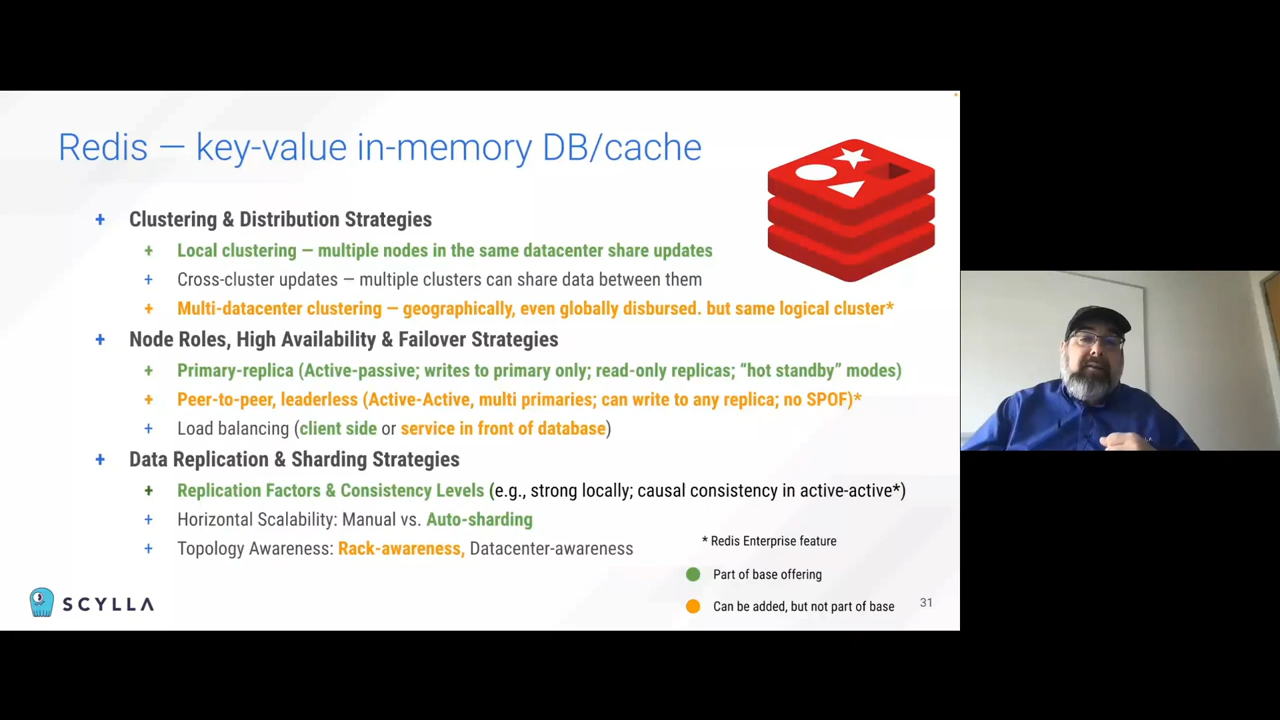 Redis — key-value in-memory DB/cache
+ Clustering & Distribution Strategies
+ Local clustering — multiple nodes in the same datacenter share updates
+ Cross-cluster updates — multiple clusters can share data between them
+ Multi-datacenter clustering — geographically, even globally disbursed. but same logical cluster*
+ Node Roles, High Availability & Failover Strategies
+ Primary-replica (Active-passive; writes to primary only; read-only replicas; “hot standby” modes)
+ Peer-to-peer, leaderless (Active-Active, multi primaries; can write to any replica; no SPOF)*
+ Load balancing (client side or service in front of database)
+ Data Replication & Sharding Strategies
+ Replication Factors & Consistency Levels (e.g., strong locally; causal consistency in active-active*)
+ Horizontal Scalability: Manual vs. Auto-sharding
+ Topology Awareness: Rack-awareness, Datacenter-awareness
* Redis Enterprise feature
Part of base offering
Can be added, but not part of base
31
SCYLLA